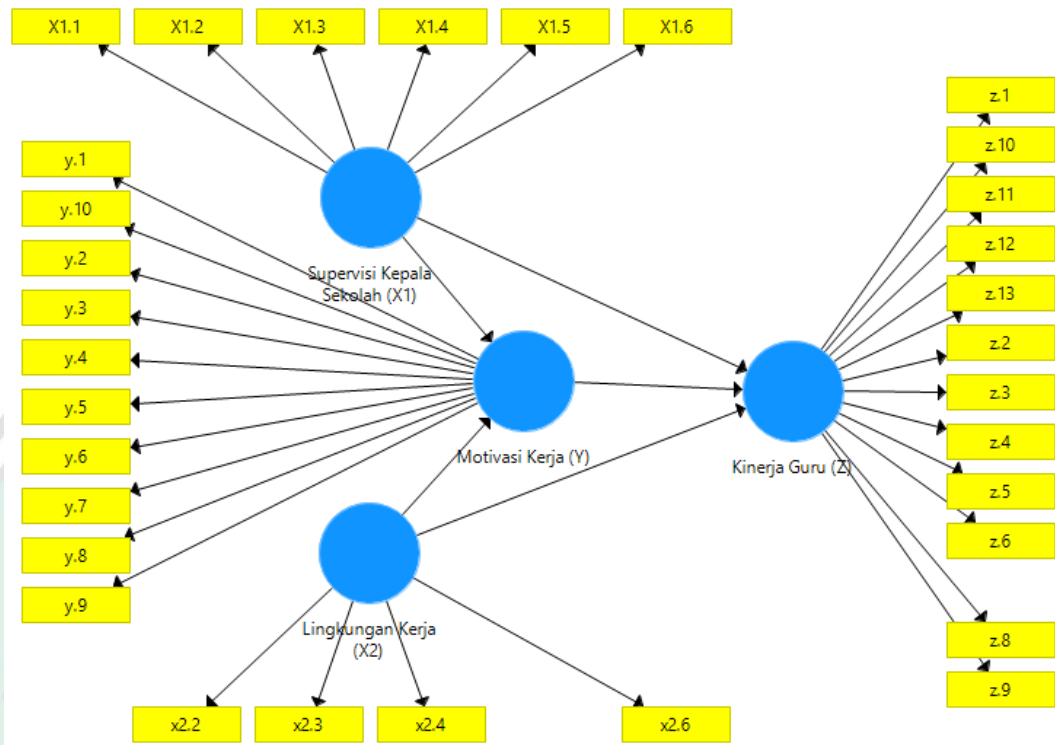 X1.1
X1.2
X1.3
X1.4
X1.5
X1.6
y.1
y.10
y.2
y.3
y.4
y.5
y.6
y.7
y.8
y.9
Supervisi Kepala
Sekolah (X1)
Motivasi Kerja (Y)
Lingkungan Kerja
(X2)
Kinerja Guru (Z)
z.1
z.10
z.11
z.12
z.13
z.2
z.3
z.4
z.5
z.6
z.8
z.9
x2.2
x2.3
x2.4
x2.6